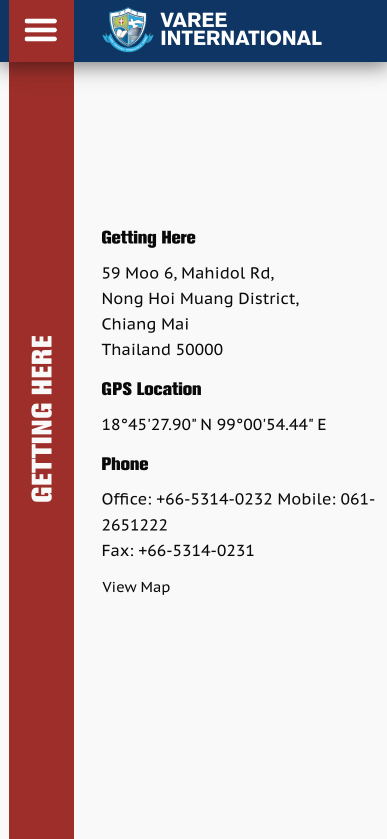 VAREE
INTERNATIONAL
GETTING HERE
Getting Here
59 Moo 6, Mahidol Rd,
Nong Hoi Muang District,
Chiang Mai
Thailand 50000
GPS Location
18°45'27.90" N 99°00'54.44" E
Phone
Office: +66-5314-0232 Mobile: 061-
2651222
Fax: +66-5314-0231
View Map